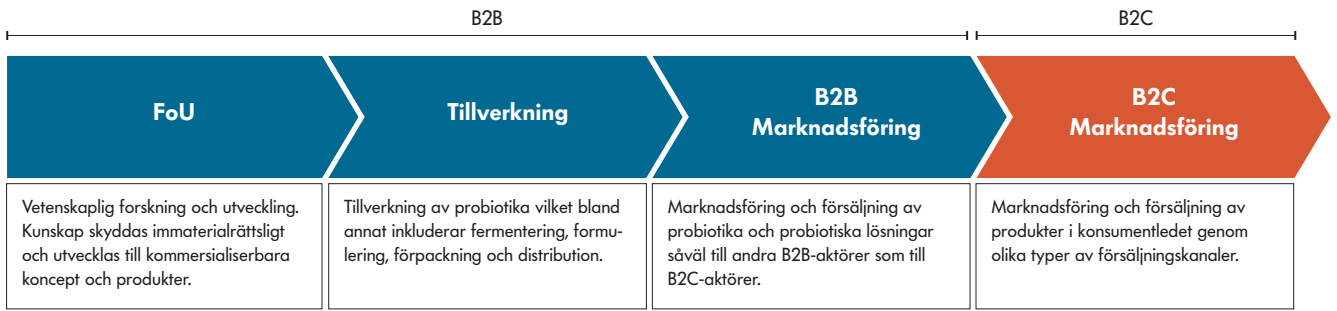 B2B
B2C
FoU
Tillverkning
B2B
Marknadsföring
B2C
Marknadsföring
Vetenskaplig forskning och utveckling.
Kunskap skyddas immaterialrättsligt
och utvecklas till kommersialiserbara
koncept och produkter.
Tillverkning av probiotika vilket bland
annat inkluderar fermentering, formu-
lering, förpackning och distribution.
Marknadsföring och försäljning av
probiotika och probiotiska lösningar
såväl till andra B2B-aktörer som till
B2C-aktörer.
Marknadsföring och försäljning av
produkter i konsumentledet genom
olika typer av försäljningskanaler.